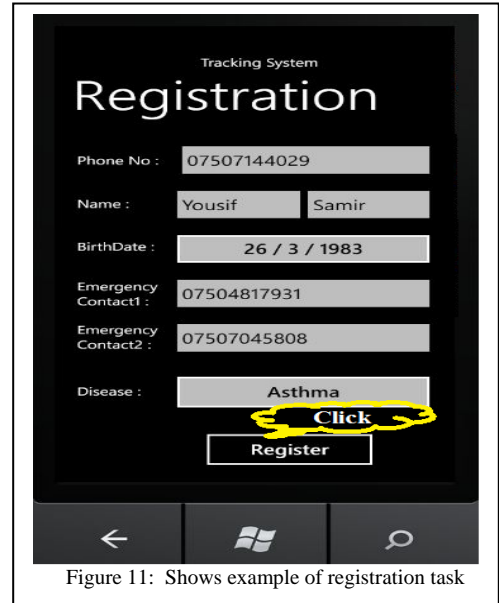 Tracking System
Registration
Phone No : 07507144029
Name : Yousif Samir
BirthDate : 26 / 3 / 1983
Emergency
Contact1 : 07504817931
Emergency
Contact2 : 07507045808
Disease : Asthma
Click
Register
Figure 11: Shows example of registration task